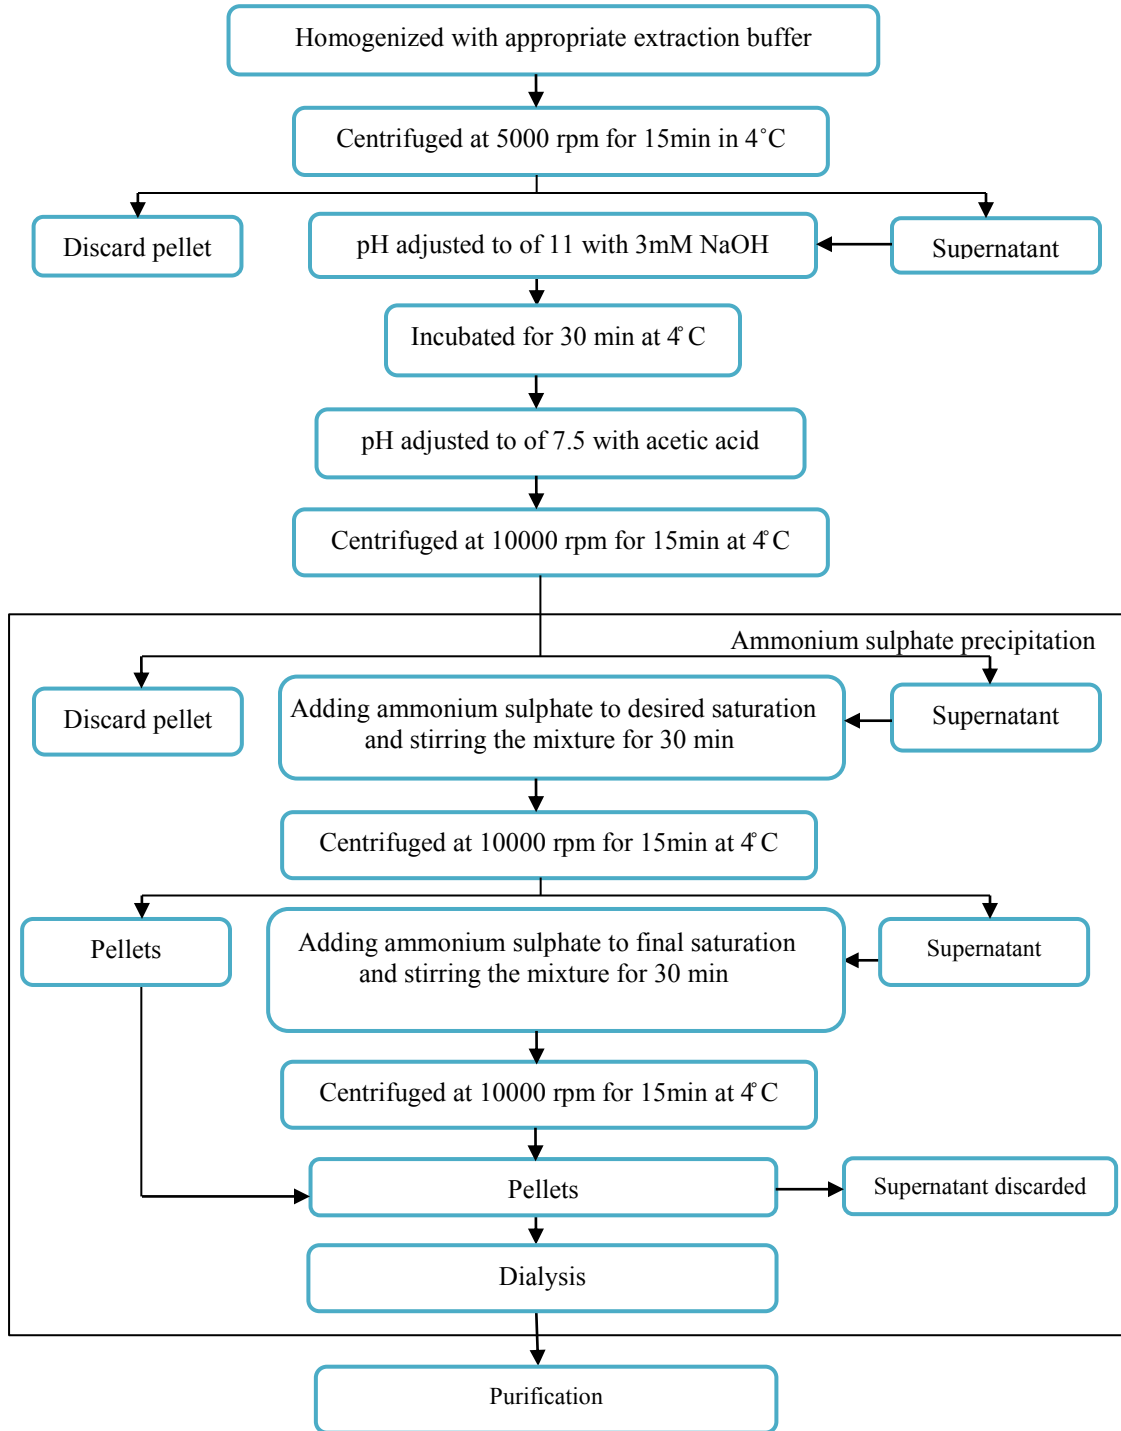 Homogenized with appropriate extraction buffer
Centrifuged at 5000 rpm for 15min in 4˚C
Discard pellet
pH adjusted to of 11 with 3mM NaOH
Supernatant
Incubated for 30 min at 4˚C
pH adjusted to of 7.5 with acetic acid
Centrifuged at 10000 rpm for 15min at 4˚C
Ammonium sulphate precipitation
Discard pellet
Adding ammonium sulphate to desired saturation
and stirring the mixture for 30 min
Supernatant
Centrifuged at 10000 rpm for 15min at 4˚C
Pellets
Adding ammonium sulphate to final saturation
and stirring the mixture for 30 min
Supernatant
Centrifuged at 10000 rpm for 15min at 4˚C
Pellets
Supernatant discarded
Dialysis
Purification